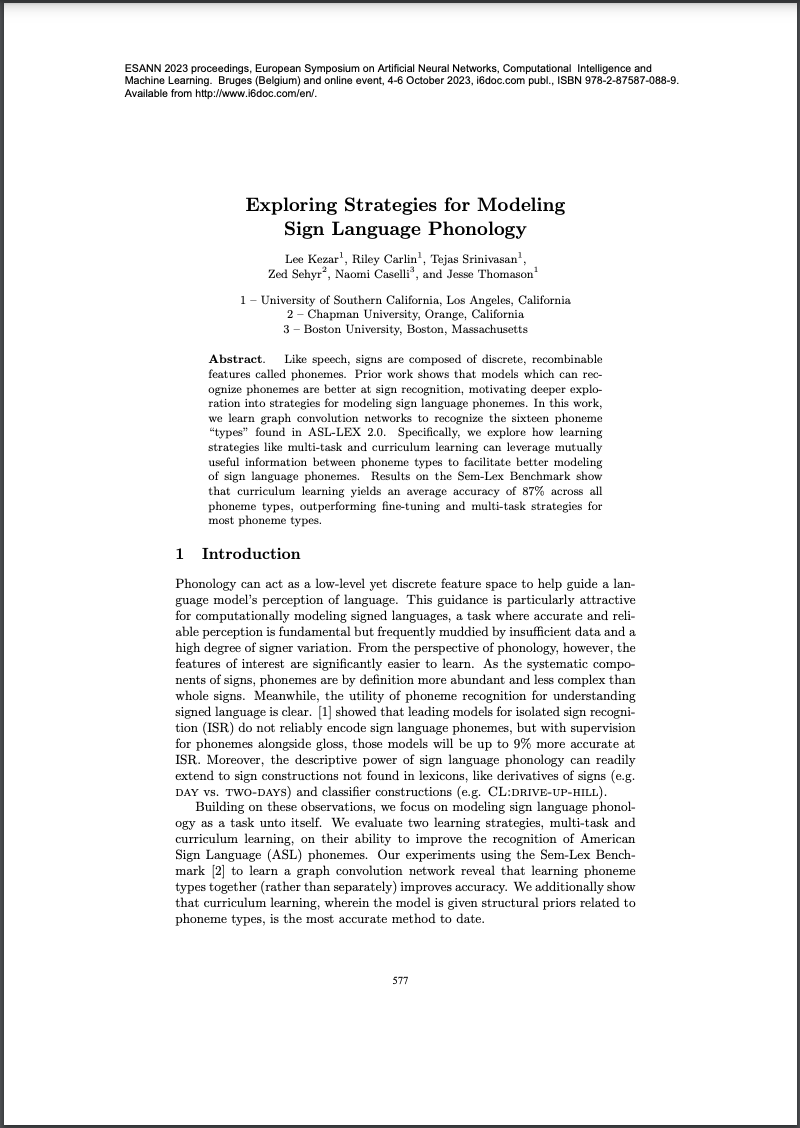 ESANN 2023 proceedings, European Symposium on Artificial Neural Networks, Computational Intelligence and
Machine Learning. Bruges (Belgium) and online event, 4-6 October 2023, i6doc.com publ., ISBN 978-2-87587-088-9.
Available from http://www.i6doc.com/en/.
Exploring Strategies for Modeling
Sign Language Phonology
Lee Kezar1, Riley Carlin1, Tejas Srinivasan1,
Zed Sehyr2, Naomi Caselli3, and Jesse Thomason1
1 – University of Southern California, Los Angeles, California
2 – Chapman University, Orange, California
3 – Boston University, Boston, Massachusetts
Abstract. Like speech, signs are composed of discrete, recombinable
features called phonemes. Prior work shows that models which can rec-
ognize phonemes are better at sign recognition, motivating deeper explo-
ration into strategies for modeling sign language phonemes. In this work,
we learn graph convolution networks to recognize the sixteen phoneme
“types” found in ASL-LEX 2.0. Specifically, we explore how learning
strategies like multi-task and curriculum learning can leverage mutually
useful information between phoneme types to facilitate better modeling
of sign language phonemes. Results on the Sem-Lex Benchmark show
that curriculum learning yields an average accuracy of 87% across all
phoneme types, outperforming fine-tuning and multi-task strategies for
most phoneme types.
1 Introduction
Phonology can act as a low-level yet discrete feature space to help guide a lan-
guage model’s perception of language. This guidance is particularly attractive
for computationally modeling signed languages, a task where accurate and reli-
able perception is fundamental but frequently muddied by insufficient data and a
high degree of signer variation. From the perspective of phonology, however, the
features of interest are significantly easier to learn. As the systematic compo-
nents of signs, phonemes are by definition more abundant and less complex than
whole signs. Meanwhile, the utility of phoneme recognition for understanding
signed language is clear. [1] showed that leading models for isolated sign recogni-
tion (ISR) do not reliably encode sign language phonemes, but with supervision
for phonemes alongside gloss, those models will be up to 9% more accurate at
ISR. Moreover, the descriptive power of sign language phonology can readily
extend to sign constructions not found in lexicons, like derivatives of signs (e.g.
DAY vs. TWO-DAYS) and classifier constructions (e.g. CL:DRIVE-UP-HILL).
Building on these observations, we focus on modeling sign language phonol-
ogy as a task unto itself. We evaluate two learning strategies, multi-task and
curriculum learning, on their ability to improve the recognition of American
Sign Language (ASL) phonemes. Our experiments using the Sem-Lex Bench-
mark [2] to learn a graph convolution network reveal that learning phoneme
types together (rather than separately) improves accuracy. We additionally show
that curriculum learning, wherein the model is given structural priors related to
phoneme types, is the most accurate method to date.
577